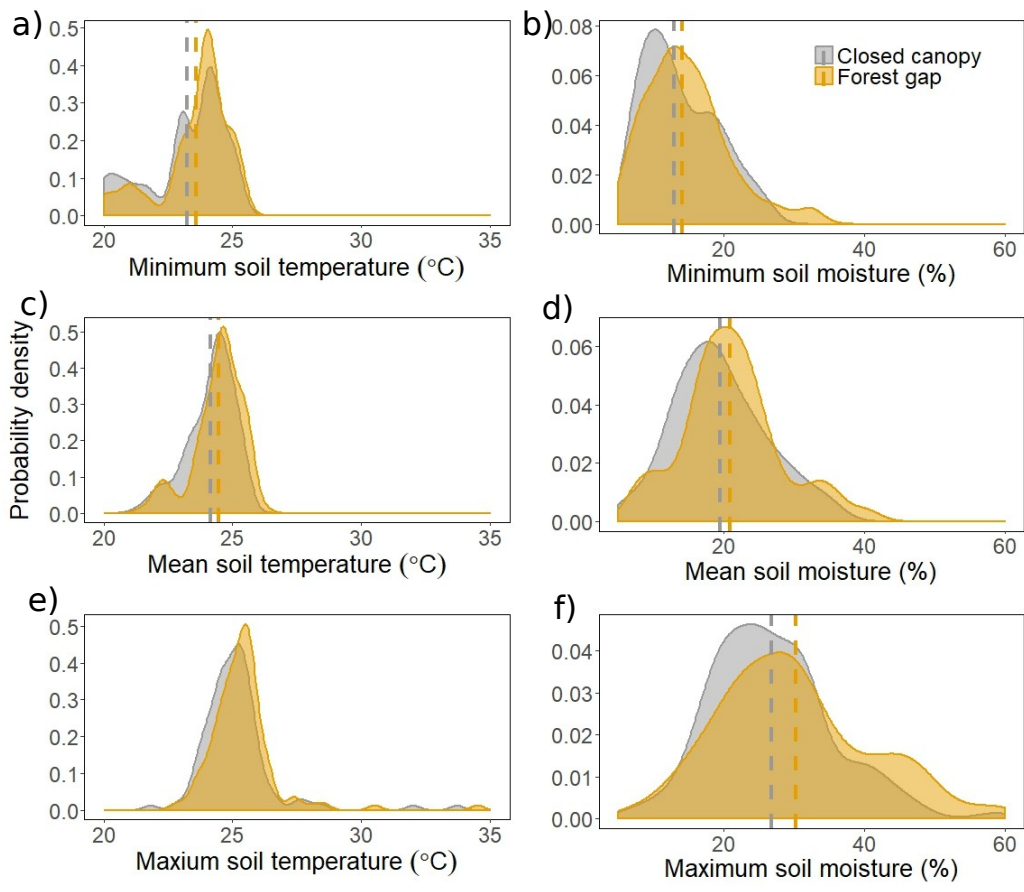 a)
0.5
0.4
0.3
0.2
0.1
0.0
20 25 30 35
Minimum soil temperature (°C)
b)
0.08
0.06
0.04
0.02
0.00
Closed canopy
Forest gap
20 40 60
Minimum soil moisture (%)
c)
Probability density
0.5
0.4
0.3
0.2
0.1
0.0
20 25 30 35
Mean soil temperature (°C)
d)
0.06
0.04
0.02
0.00
20 40 60
Mean soil moisture (%)
e)
0.5
0.4
0.3
0.2
0.1
0.0
20 25 30 35
Maxium soil temperature (°C)
f)
0.04
0.03
0.02
0.01
0.00
20 40 60
Maximum soil moisture (%)